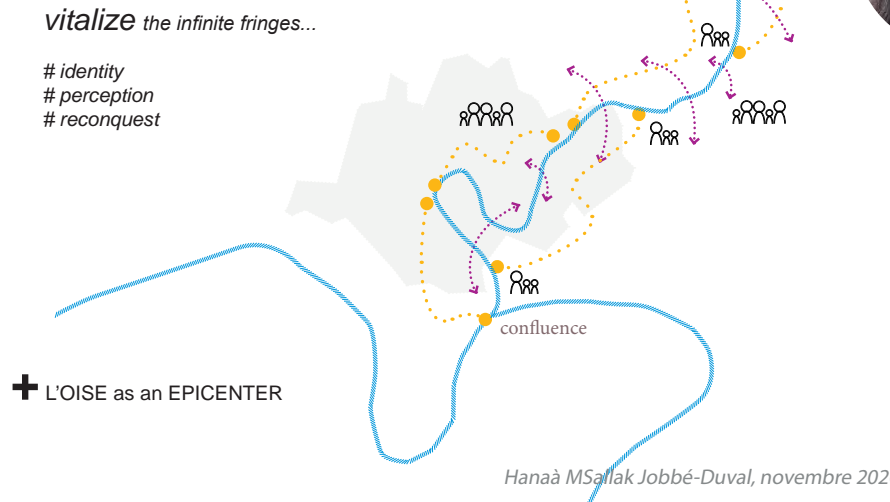 vitalize the infinite fringes...
# identity
# perception
# reconquest
confluence
+ L'OISE as an EPICENTER
Hanaà MSallak Jobbé-Duval, novembre 202